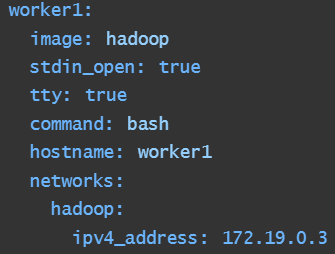 worker1:
  image: hadoop
  stdin_open: true
  tty: true
  command: bash
  hostname: worker1
  networks:
    hadoop:
      ipv4_address: 172.19.0.3